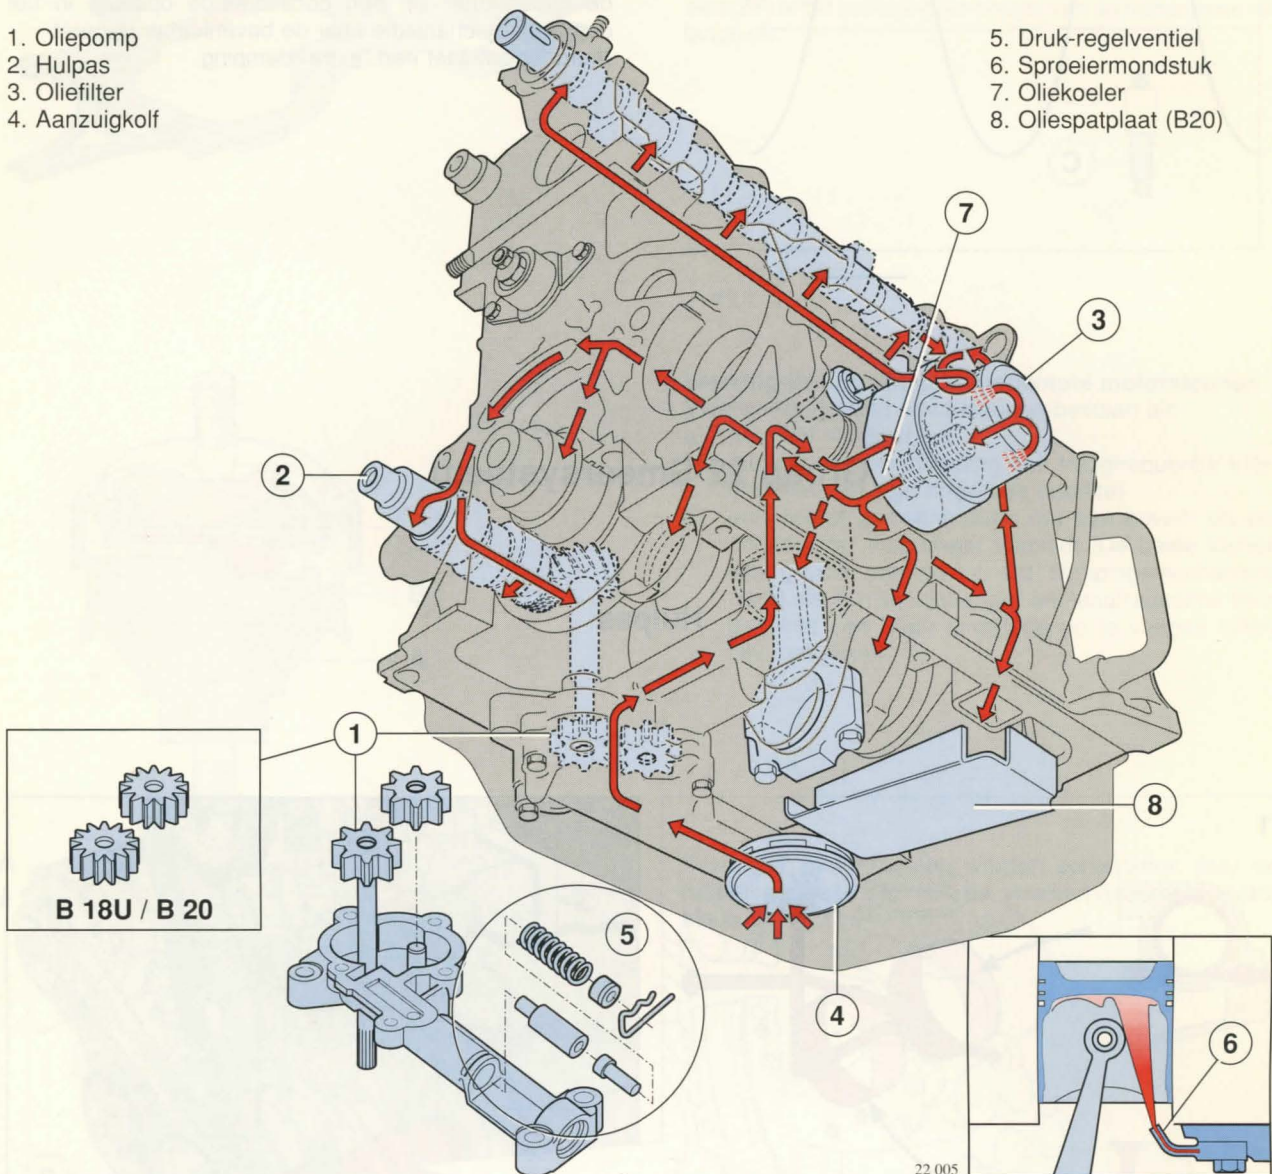 1. Oliepomp
2. Hulpas
3. Oliefilter
4. Aanzuigkolf
5. Druk-regelventiel
6. Sproeiermondstuk
7. Oliekoeler
8. Oliespatplaat (B20)
7
3
2
1
8
B 18U / B 20
5
4
6
22 005